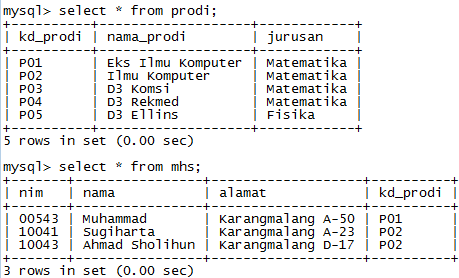 mysql> select * from prodi;
+----------+------------------+------------+
| kd_prodi | nama_prodi       | jurusan    |
+----------+------------------+------------+
| P01      | Eks Ilmu Komputer | Matematika |
| P02      | Ilmu Komputer    | Matematika |
| P03      | D3 Komsi         | Matematika |
| P04      | D3 Rekmed        | Matematika |
| P05      | D3 Ellins        | Fisika     |
+----------+------------------+------------+
5 rows in set (0.00 sec)
mysql> select * from mhs;
+-------+----------------+-------------------+----------+
| nim   | nama           | alamat            | kd_prodi |
+-------+----------------+-------------------+----------+
| 00543 | Muhammad       | Karangmalang A-50 | P01      |
| 10041 | Sugiharta      | Karangmalang A-23 | P02      |
| 10043 | Ahmad Sholihun | Karangmalang D-17 | P02      |
+-------+----------------+-------------------+----------+
3 rows in set (0.00 sec)